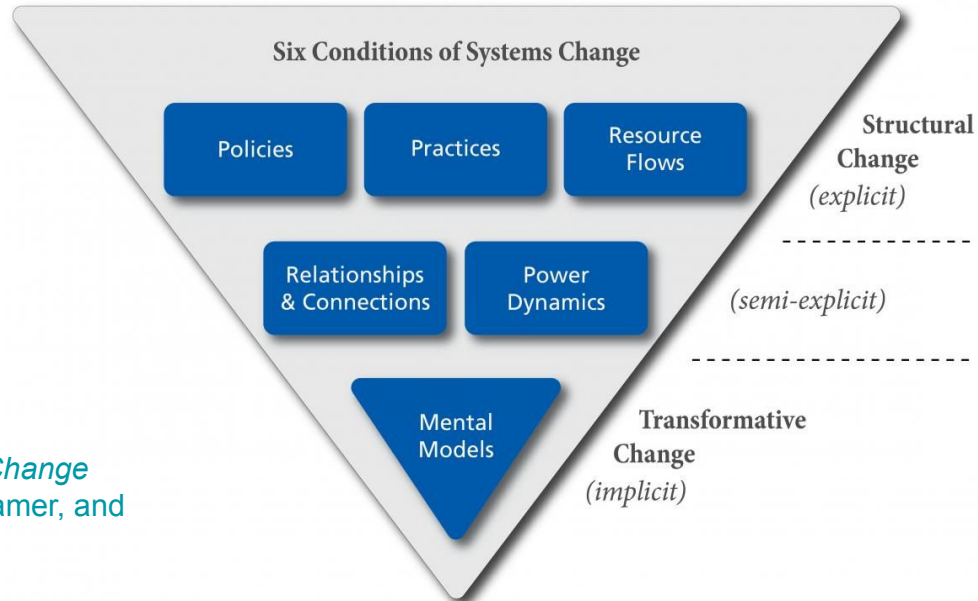 Six Conditions of Systems Change
Policies
Practices
Resource
Flows
Structural
Change
(explicit)
Relationships
& Connections
Power
Dynamics
(semi-explicit)
Mental
Models
Transformative
Change
(implicit)
Change
amer, and